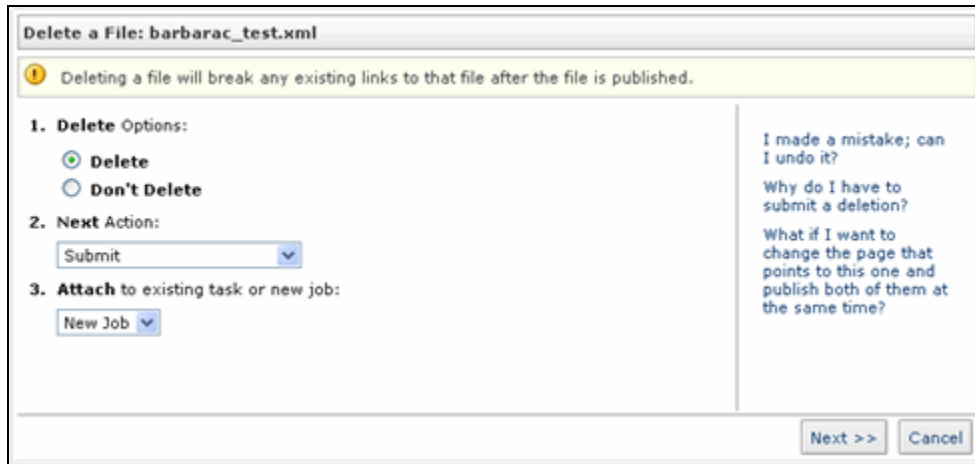 Delete a File: barbarac_test.xml
Deleting a file will break any existing links to that file after the file is published.
1. Delete Options:
Delete
Don't Delete
2. Next Action:
Submit
3. Attach to existing task or new job:
New Job
I made a mistake; can
I undo it?
Why do I have to
submit a deletion?
What if I want to
change the page that
points to this one and
publish both of them at
the same time?
Next >>
Cancel